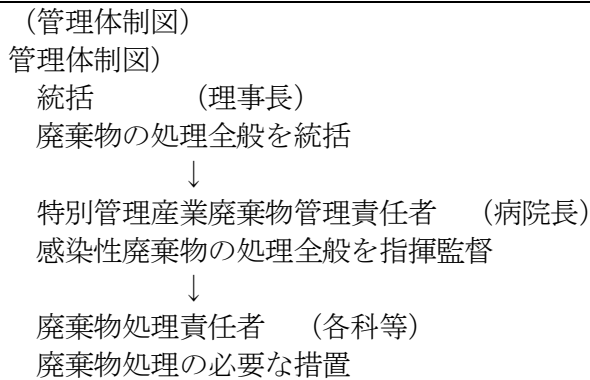 （管理体制図）
管理体制図）
統括　　　　（理事長）
廃棄物の処理全般を統括
↓
特別管理産業廃棄物管理責任者　（病院長）
感染性廃棄物の処理全般を指揮監督
↓
廃棄物処理責任者　（各科等）
廃棄物処理の必要な措置